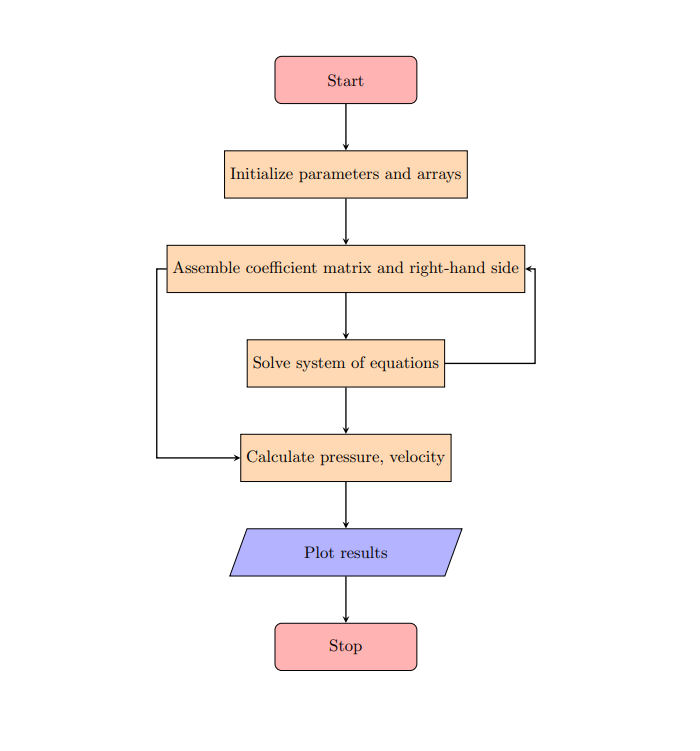 Start
Initialize parameters and arrays
Assemble coefficient matrix and right-hand side
Solve system of equations
Calculate pressure, velocity
Plot results
Stop